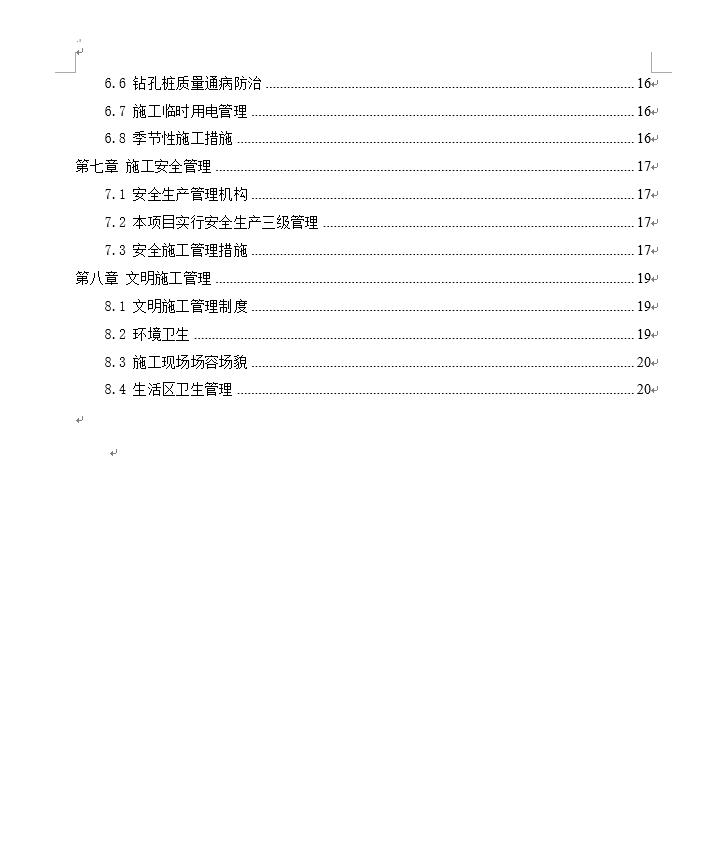 6.6 钻孔桩质量通病防治 16
6.7 施工临时用电管理 16
6.8 季节性施工措施 16
第七章 施工安全管理 17
7.1 安全生产管理机构 17
7.2 本项目实行安全生产三级管理 17
7.3 安全施工管理措施 17
第八章 文明施工管理 19
8.1 文明施工管理制度 19
8.2 环境卫生 19
8.3 施工现场场容场貌 20
8.4 生活区卫生管理 20